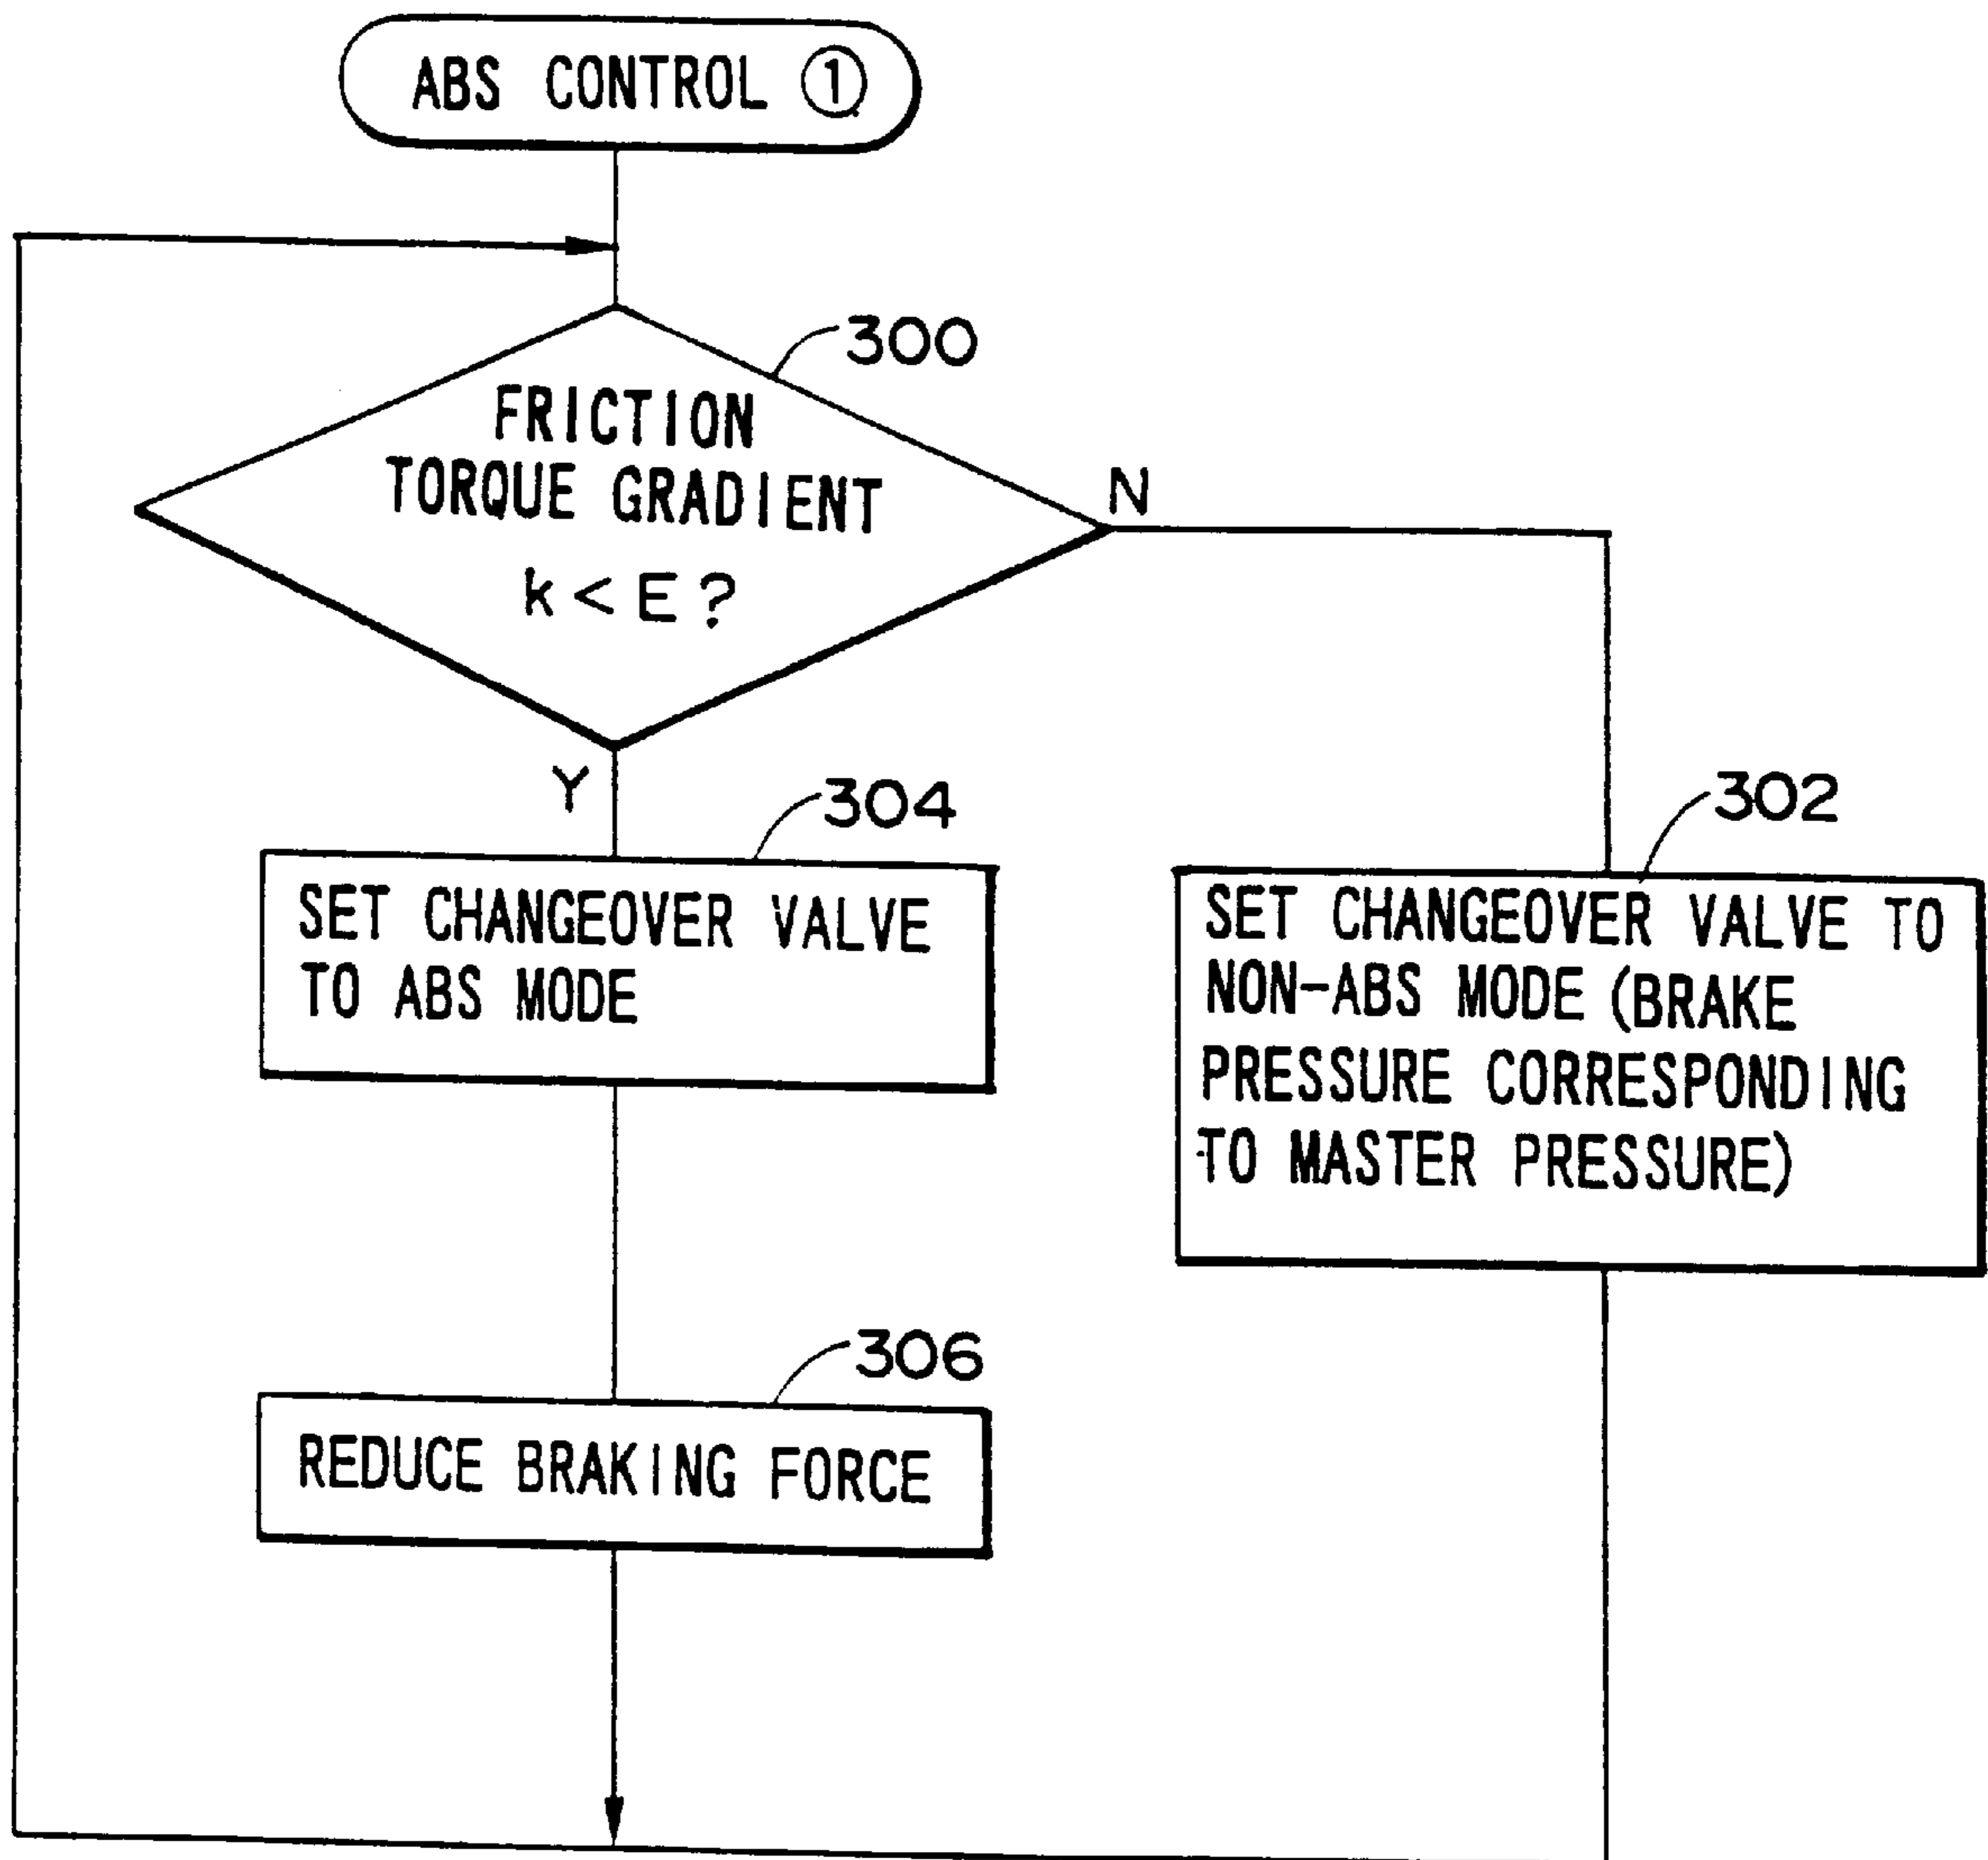 ABS CONTROL ①
300
FRICTION
TORQUE GRADIENT
k < E ?
N
Y
304
SET CHANGEOVER VALVE
TO ABS MODE
302
SET CHANGEOVER VALVE TO
NON-ABS MODE (BRAKE
PRESSURE CORRESPONDING
TO MASTER PRESSURE)
306
REDUCE BRAKING FORCE